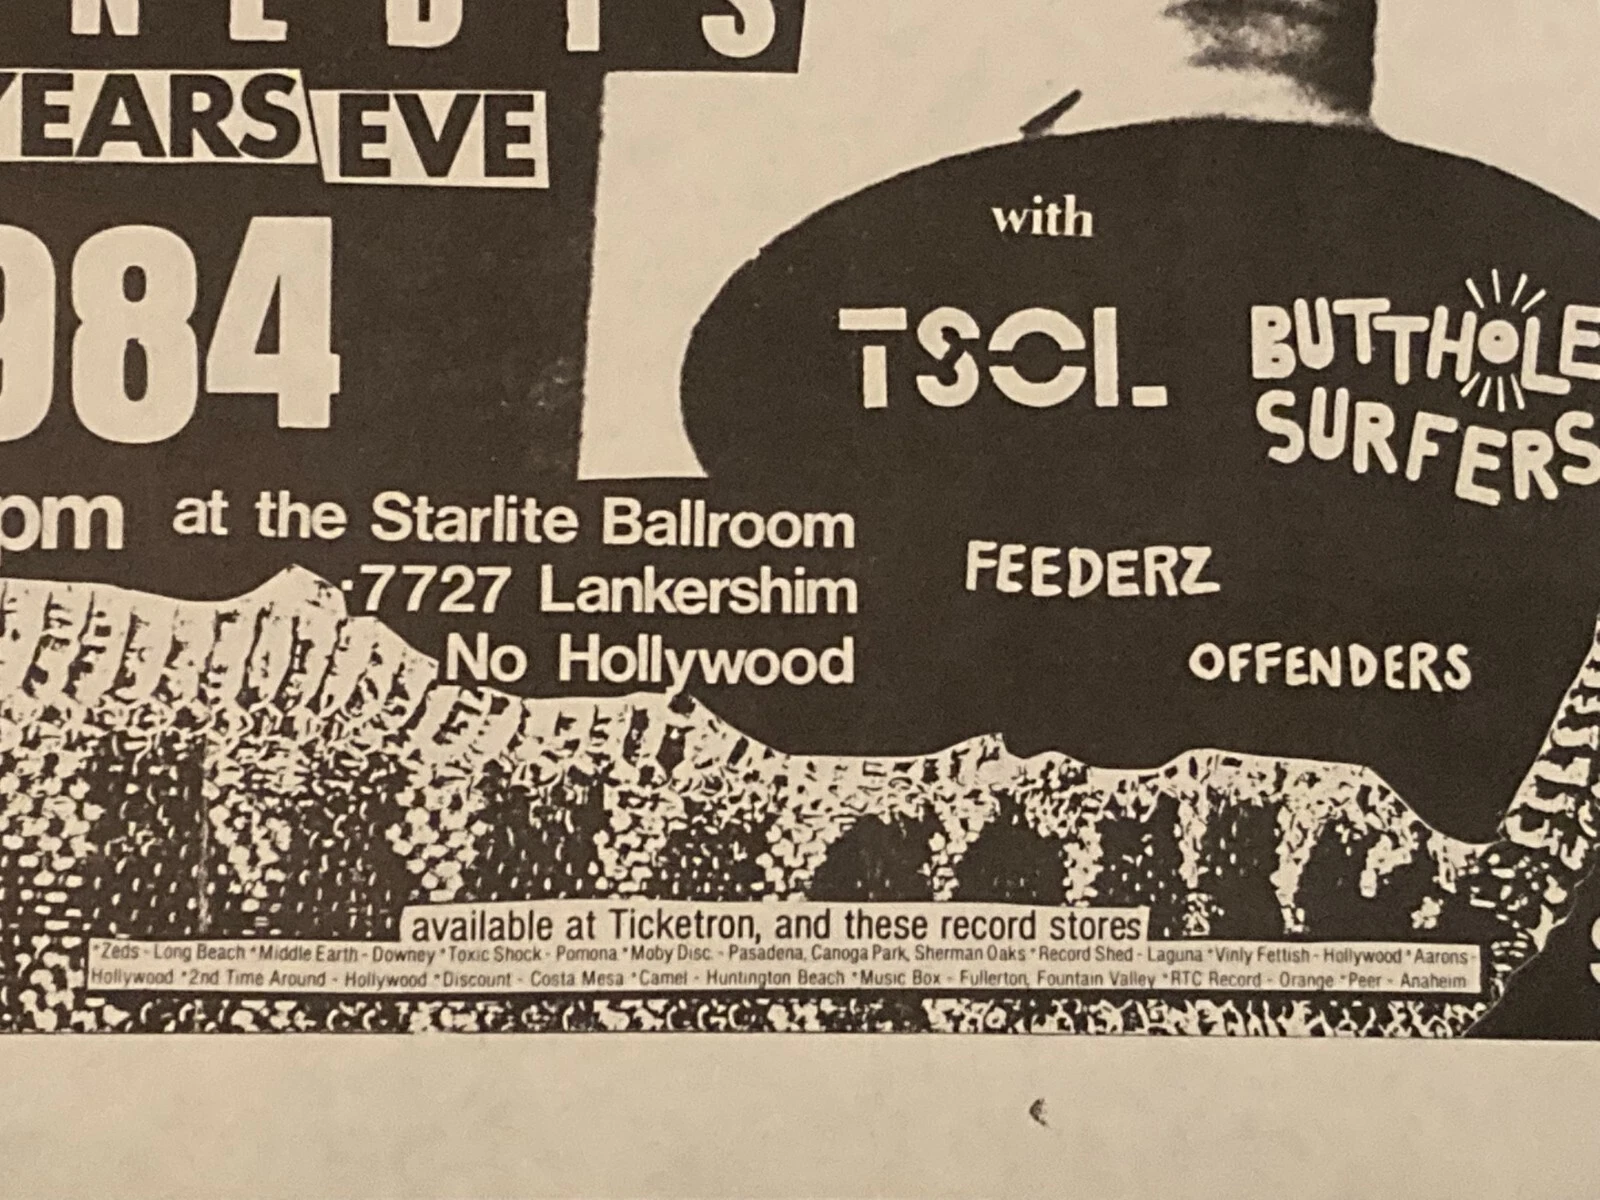 NEDYS
YEARS EVE
984
pm at the Starlite Ballroom
7727 Lankershim
No Hollywood
with
TSOL
BUTTHOLE
SURFERS
FEEDERZ
OFFENDERS
available at Ticketron, and these record stores
*Zeds - Long Beach *Middle Earth - Downey *Toxic Shock - Pomona *Moby Disc. - Pasadena, Canoga Park, Sherman Oaks *Record Shed - Laguna *Vinly Fettish - Hollywood *Aarons -
Hollywood *2nd Time Around - Hollywood *Discount - Costa Mesa *Camel - Huntington Beach *Music Box - Fullerton, Fountain Valley *RTC Record - Orange *Peer - Anaheim